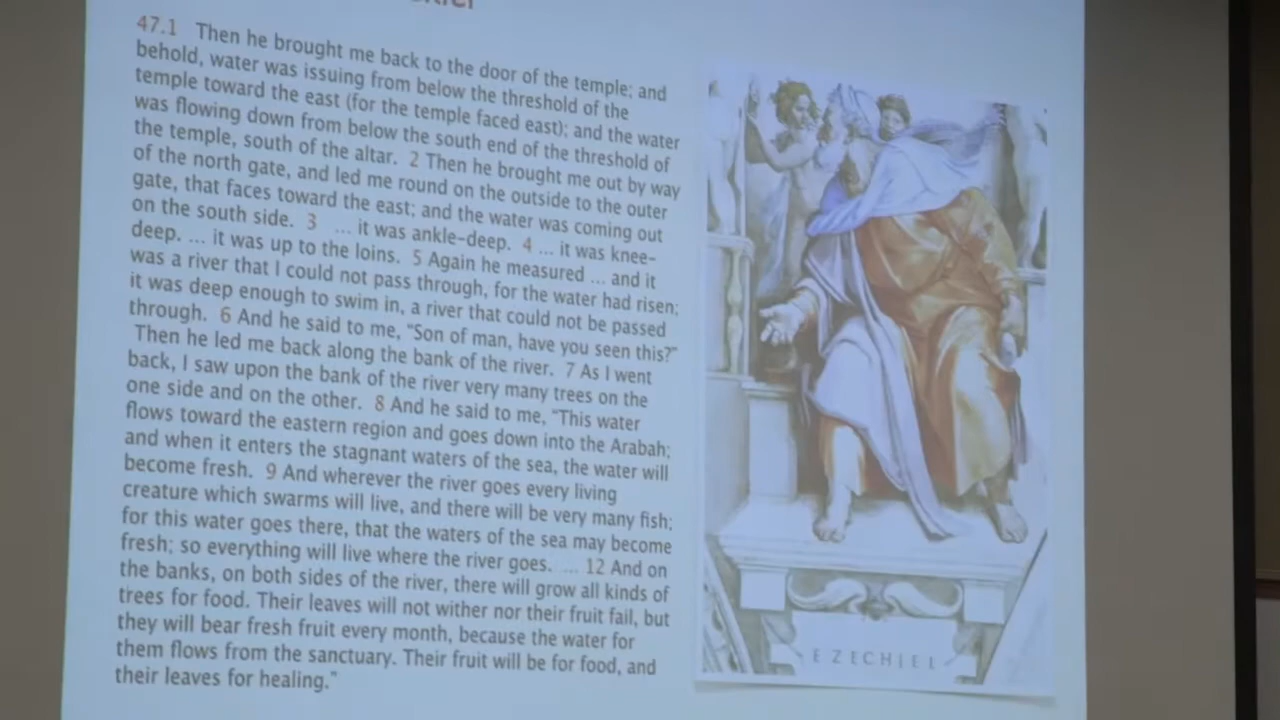 47.1 Then he brought me back to the door of the temple; and
behold, water was issuing from below the threshold of the
temple toward the east (for the temple faced east); and the water
was flowing down from below the south end of the threshold of
the temple, south of the altar. 2 Then he brought me out by way
of the north gate, and led me round on the outside to the outer
gate, that faces toward the east; and the water was coming out
on the south side. 3 ... it was ankle-deep. 4 ... it was knee-
deep. ... it was up to the loins. 5 Again he measured ... and it
was a river that I could not pass through, for the water had risen;
it was deep enough to swim in, a river that could not be passed
through. 6 And he said to me, "Son of man, have you seen this?"
Then he led me back along the bank of the river. 7 As I went
back, I saw upon the bank of the river very many trees on the
one side and on the other. 8 And he said to me, "This water
flows toward the eastern region and goes down into the Arabah;
and when it enters the stagnant waters of the sea, the water will
become fresh. 9 And wherever the river goes every living
creature which swarms will live, and there will be very many fish;
for this water goes there, that the waters of the sea may become
fresh; so everything will live where the river goes. ... 12 And on
the banks, on both sides of the river, there will grow all kinds of
trees for food. Their leaves will not wither nor their fruit fail, but
they will bear fresh fruit every month, because the water for
them flows from the sanctuary. Their fruit will be for food, and
their leaves for healing."
EZECHIEL